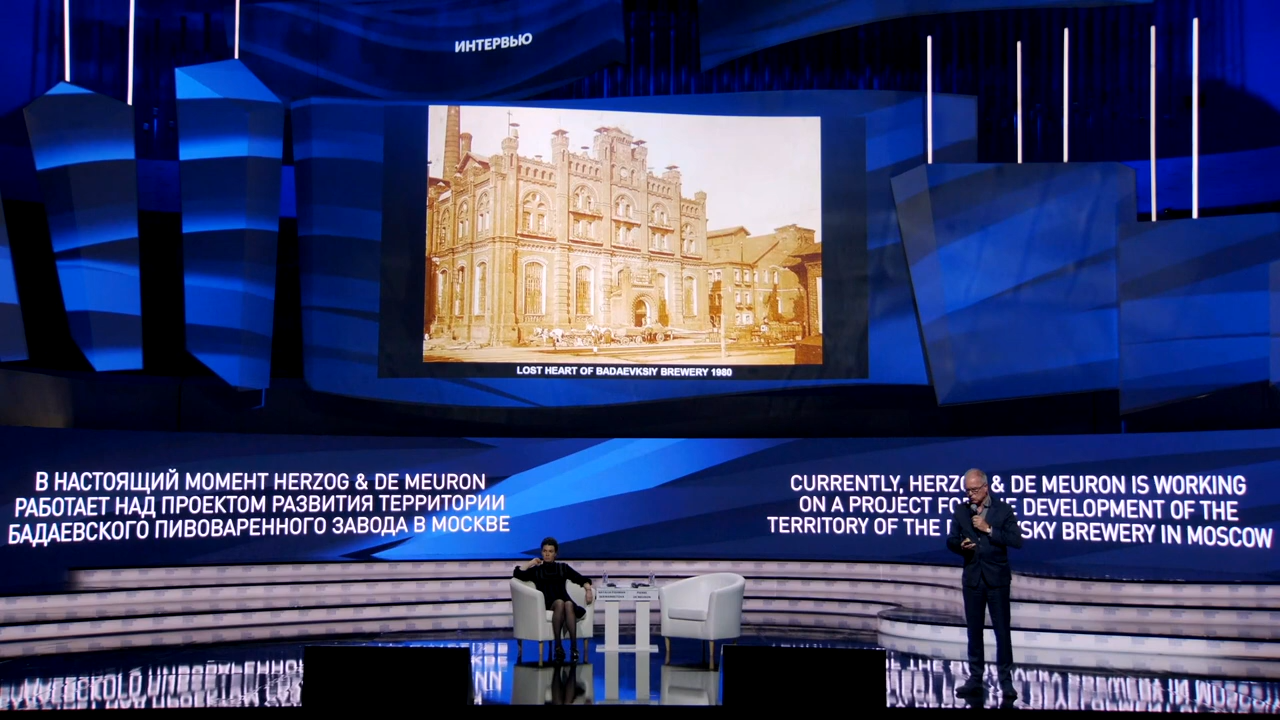 ИНТЕРВЬЮ
LOST HEART OF BADAEVKSIY BREWERY 1980
В НАСТОЯЩИЙ МОМЕНТ HERZOG & DE MEURON
РАБОТАЕТ НАД ПРОЕКТОМ РАЗВИТИЯ ТЕРРИТОРИИ
БАДАЕВСКОГО ПИВОВАРЕННОГО ЗАВОДА В МОСКВЕ
CURRENTLY, HERZOG & DE MEURON IS WORKING
ON A PROJECT FOR THE DEVELOPMENT OF THE
TERRITORY OF THE SKY BREWERY IN MOSCOW